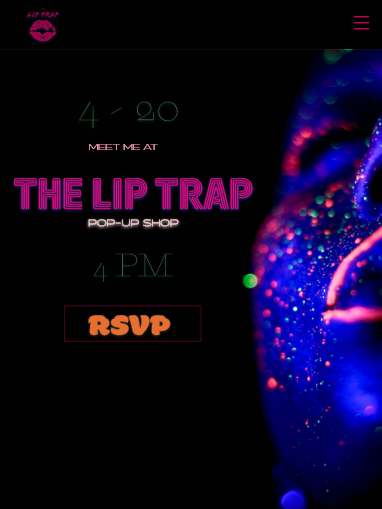 LIP TRAP
4 - 20
MEET ME AT
THE LIP TRAP
POP-UP SHOP
4 PM
RSVP